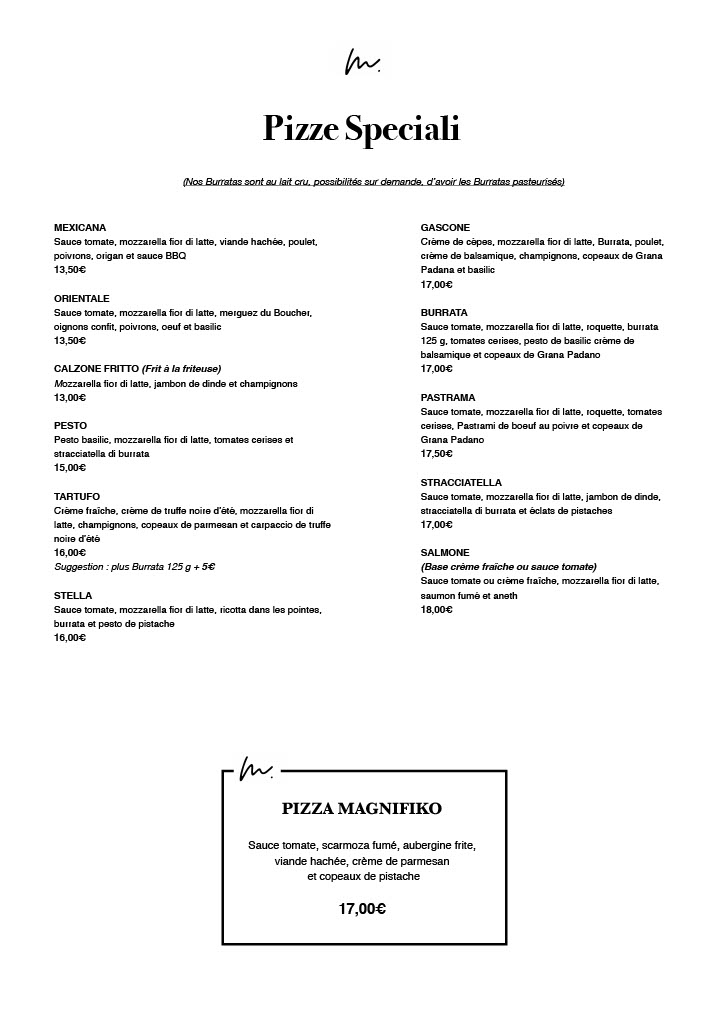 m.
Pizze Speciali
(Nos Burratas sont au lait cru, possibilités sur demande, d'avoir les Burratas pasteurisés)
MEXICANA
Sauce tomate, mozzarella fior di latte, viande hachée, poulet,
poivrons, origan et sauce BBQ
13,50€
ORIENTALE
Sauce tomate, mozzarella fior di latte, merguez du Boucher,
oignons confit, poivrons, oeuf et basilic
13,50€
CALZONE FRITTO (Frit à la friteuse)
Mozzarella fior di latte, jambon de dinde et champignons
13,00€
PESTO
Pesto basilic, mozzarella fior di latte, tomates cerises et
stracciatella di burrata
15,00€
TARTUFO
Crème fraîche, crème de truffe noire d'été, mozzarella fior di
latte, champignons, copeaux de parmesan et carpaccio de truffe
noire d'été
16,00€
Suggestion : plus Burrata 125 g + 5€
STELLA
Sauce tomate, mozzarella fior di latte, ricotta dans les pointes,
burrata et pesto de pistache
16,00€
GASCONE
Crème de cèpes, mozzarella fior di latte, Burrata, poulet,
crème de balsamique, champignons, copeaux de Grana
Padana et basilic
17,00€
BURRATA
Sauce tomate, mozzarella fior di latte, roquette, burrata
125 g, tomates cerises, pesto de basilic crème de
balsamique et copeaux de Grana Padano
17,00€
PASTRAMA
Sauce tomate, mozzarella fior di latte, roquette, tomates
cerises, Pastrami de boeuf au poivre et copeaux de
Grana Padano
17,50€
STRACCIATELLA
Sauce tomate, mozzarella fior di latte, jambon de dinde,
stracciatella di burrata et éclats de pistaches
17,00€
SALMONE
(Base crème fraîche ou sauce tomate)
Sauce tomate ou crème fraîche, mozzarella fior di latte,
saumon fumé et aneth
18,00€
m.
PIZZA MAGNIFIKO
Sauce tomate, scarmoza fumé, aubergine frite,
viande hachée, crème de parmesan
et copeaux de pistache
17,00€